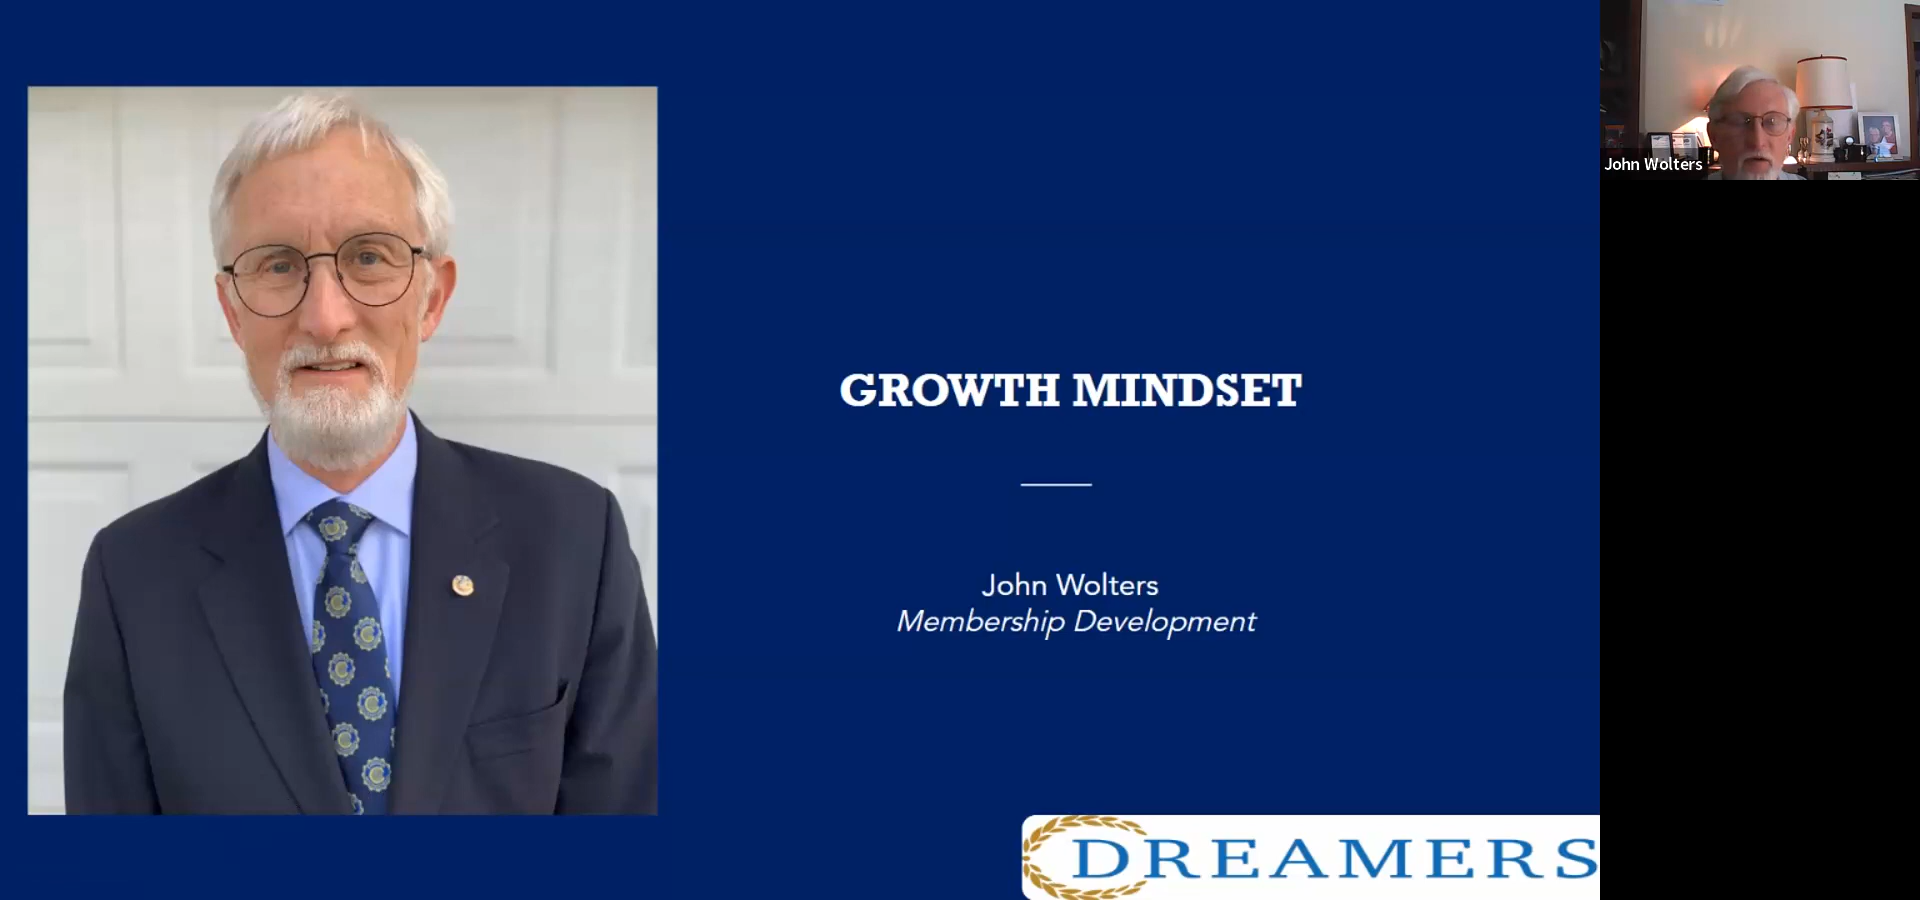 GROWTH MINDSET
John Wolters
Membership Development
DREAMERS
John Wolters